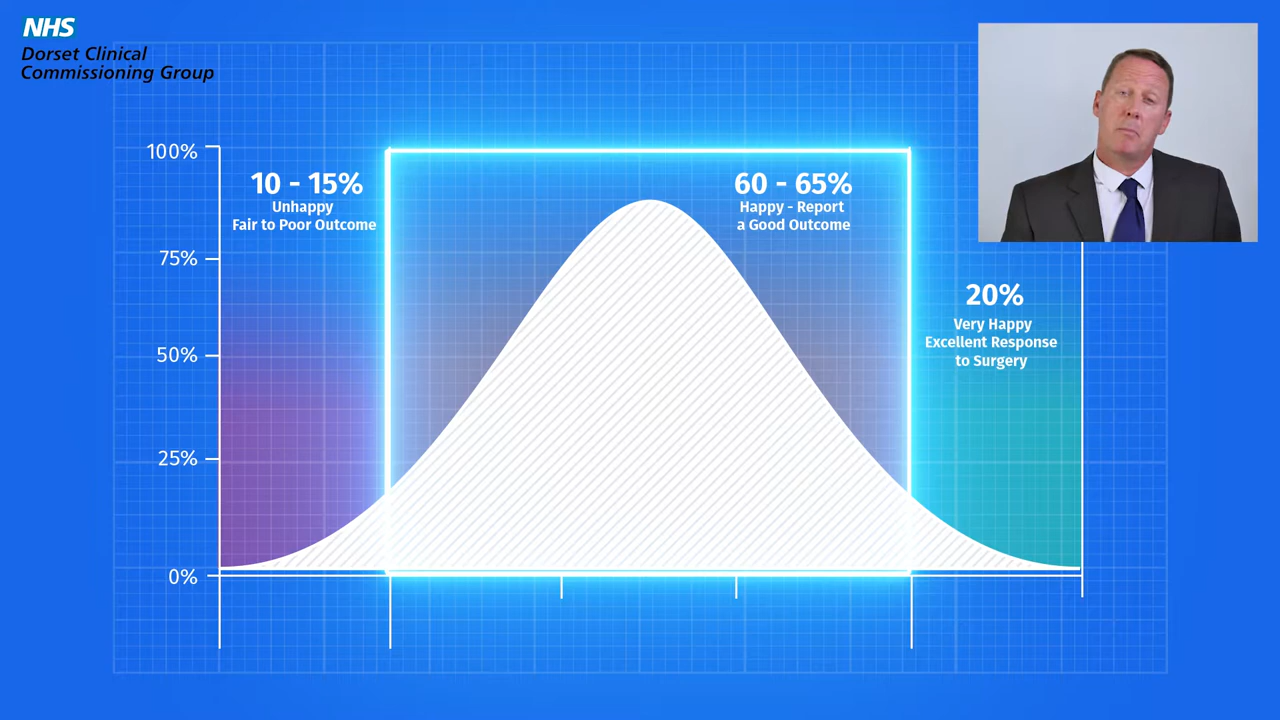 NHS
Dorset Clinical
Commissioning Group
100%
75%
50%
25%
0%
10 - 15%
Unhappy
Fair to Poor Outcome
60 - 65%
Happy - Report
a Good Outcome
20%
Very Happy
Excellent Response
to Surgery